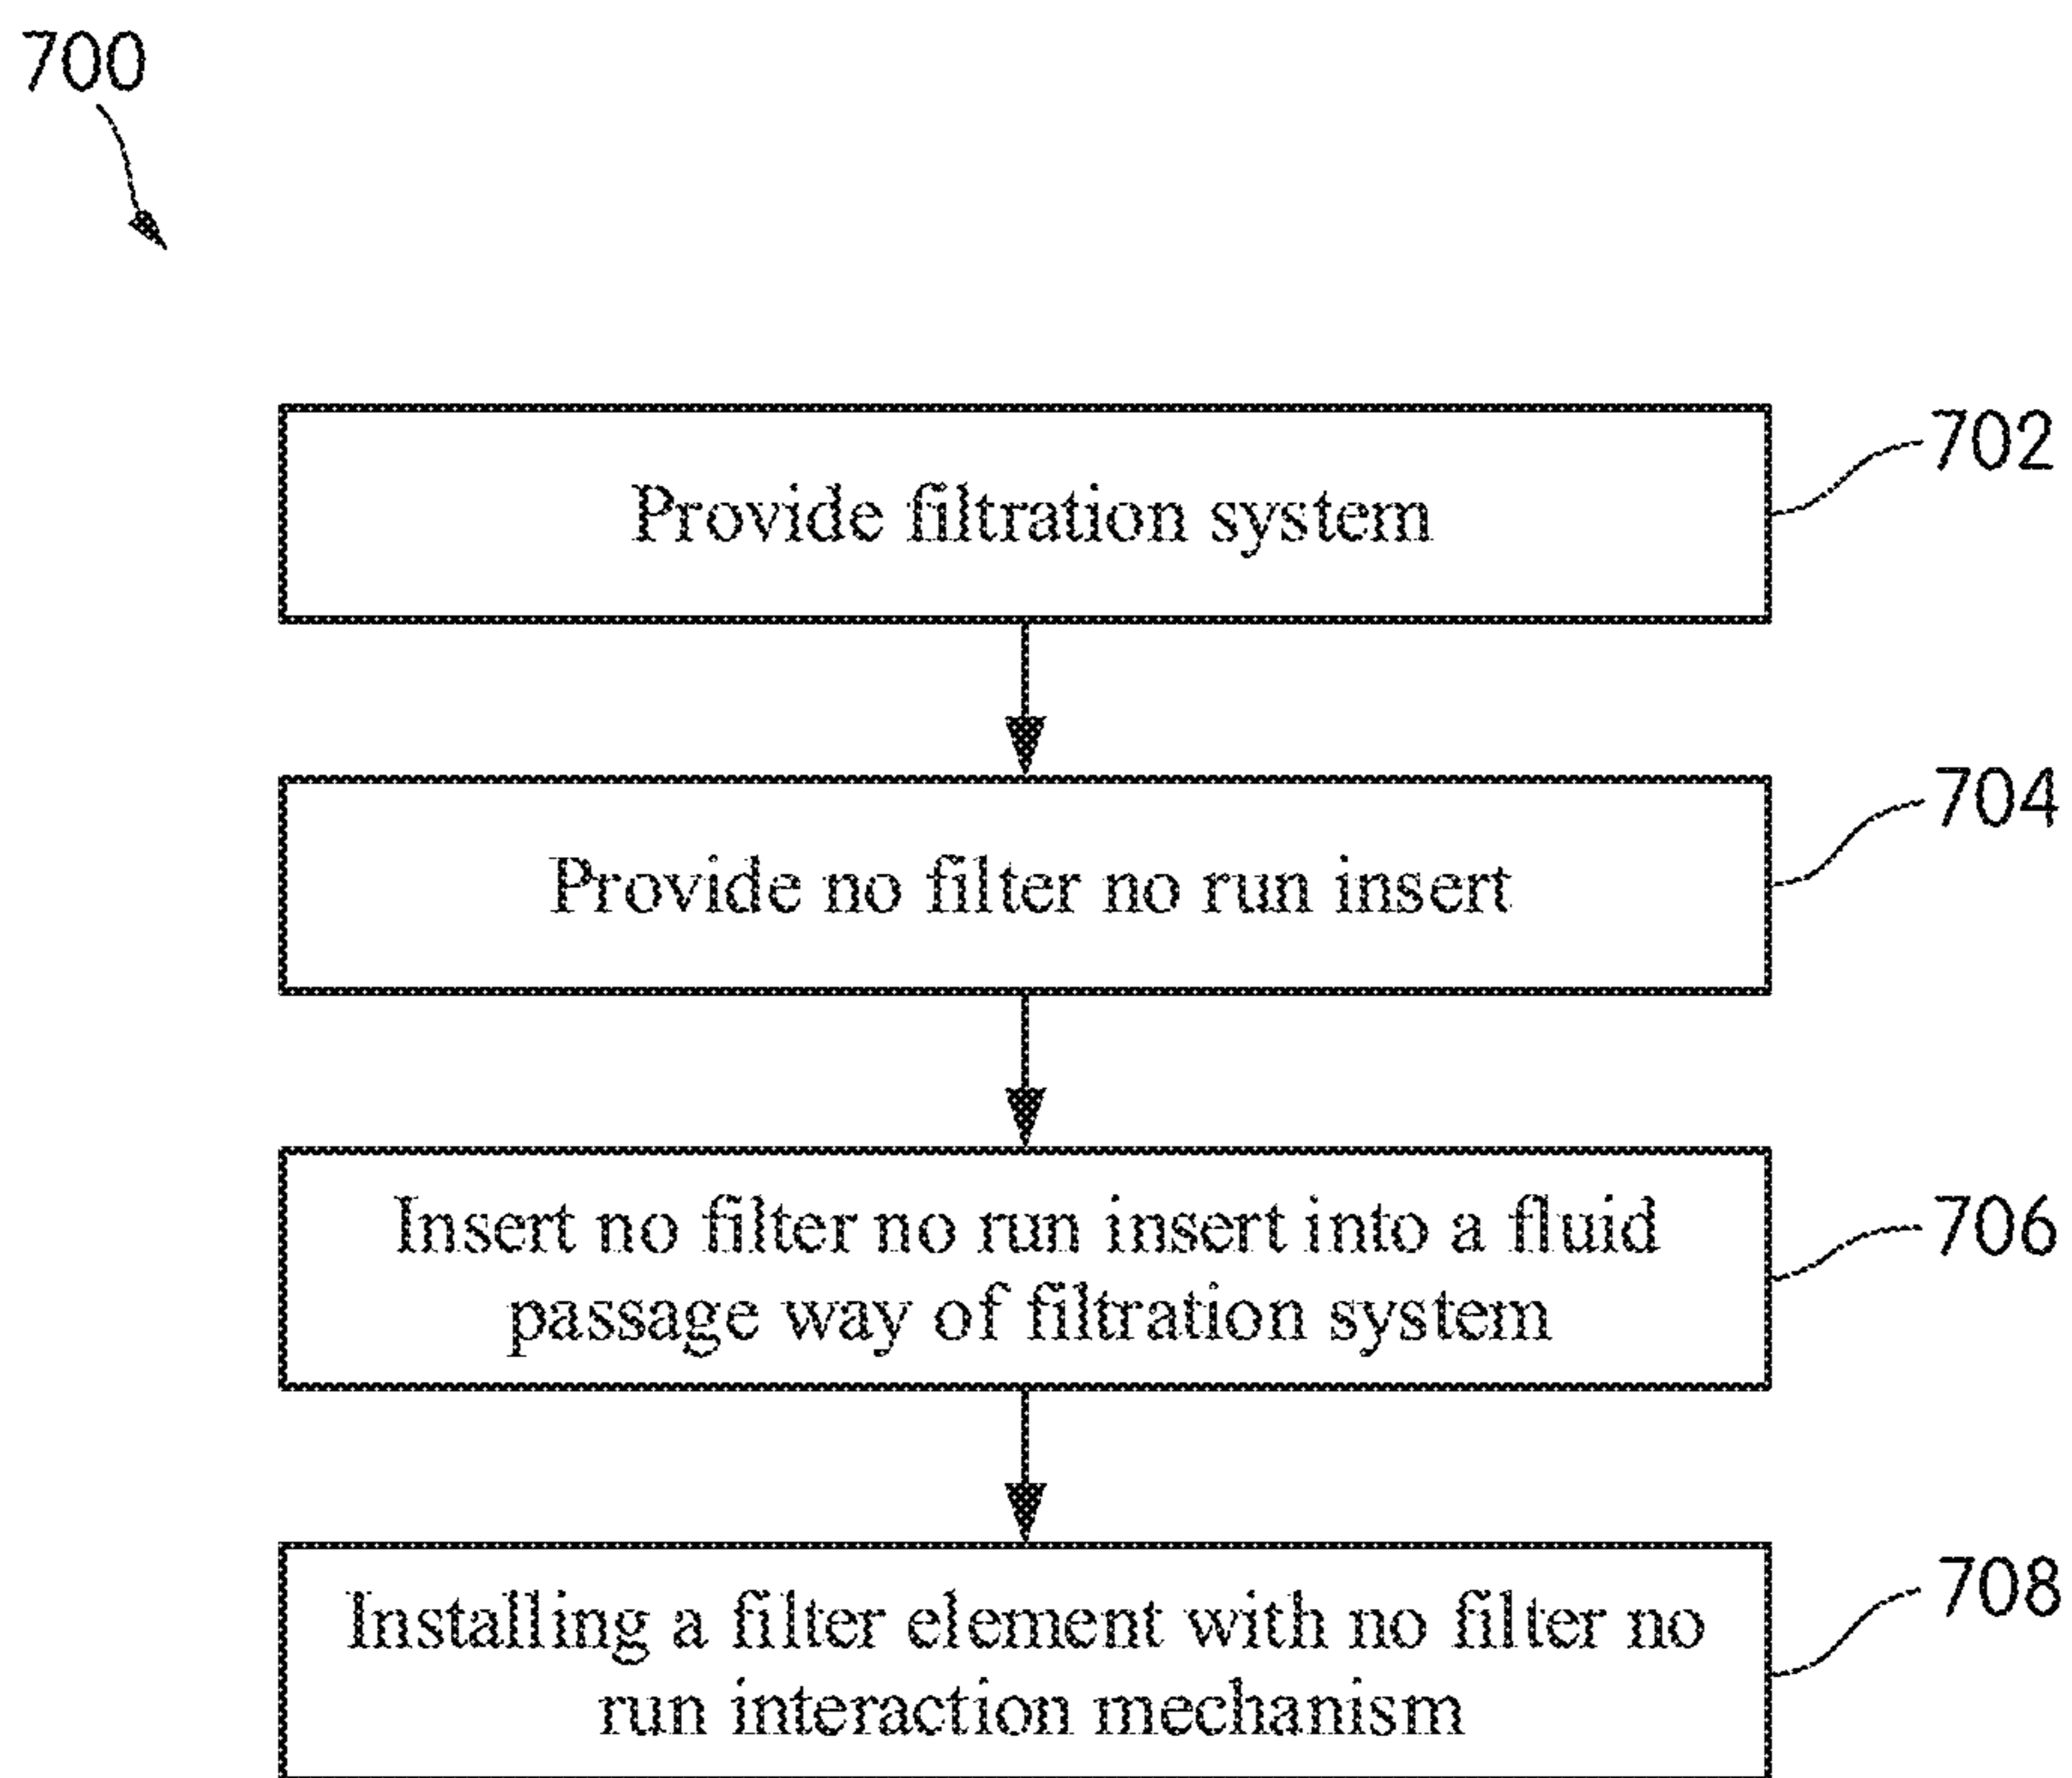 700
Provide filtration system
702
Provide no filter no run insert
704
Insert no filter no run insert into a fluid
passage way of filtration system
706
Installing a filter element with no filter no
run interaction mechanism
708